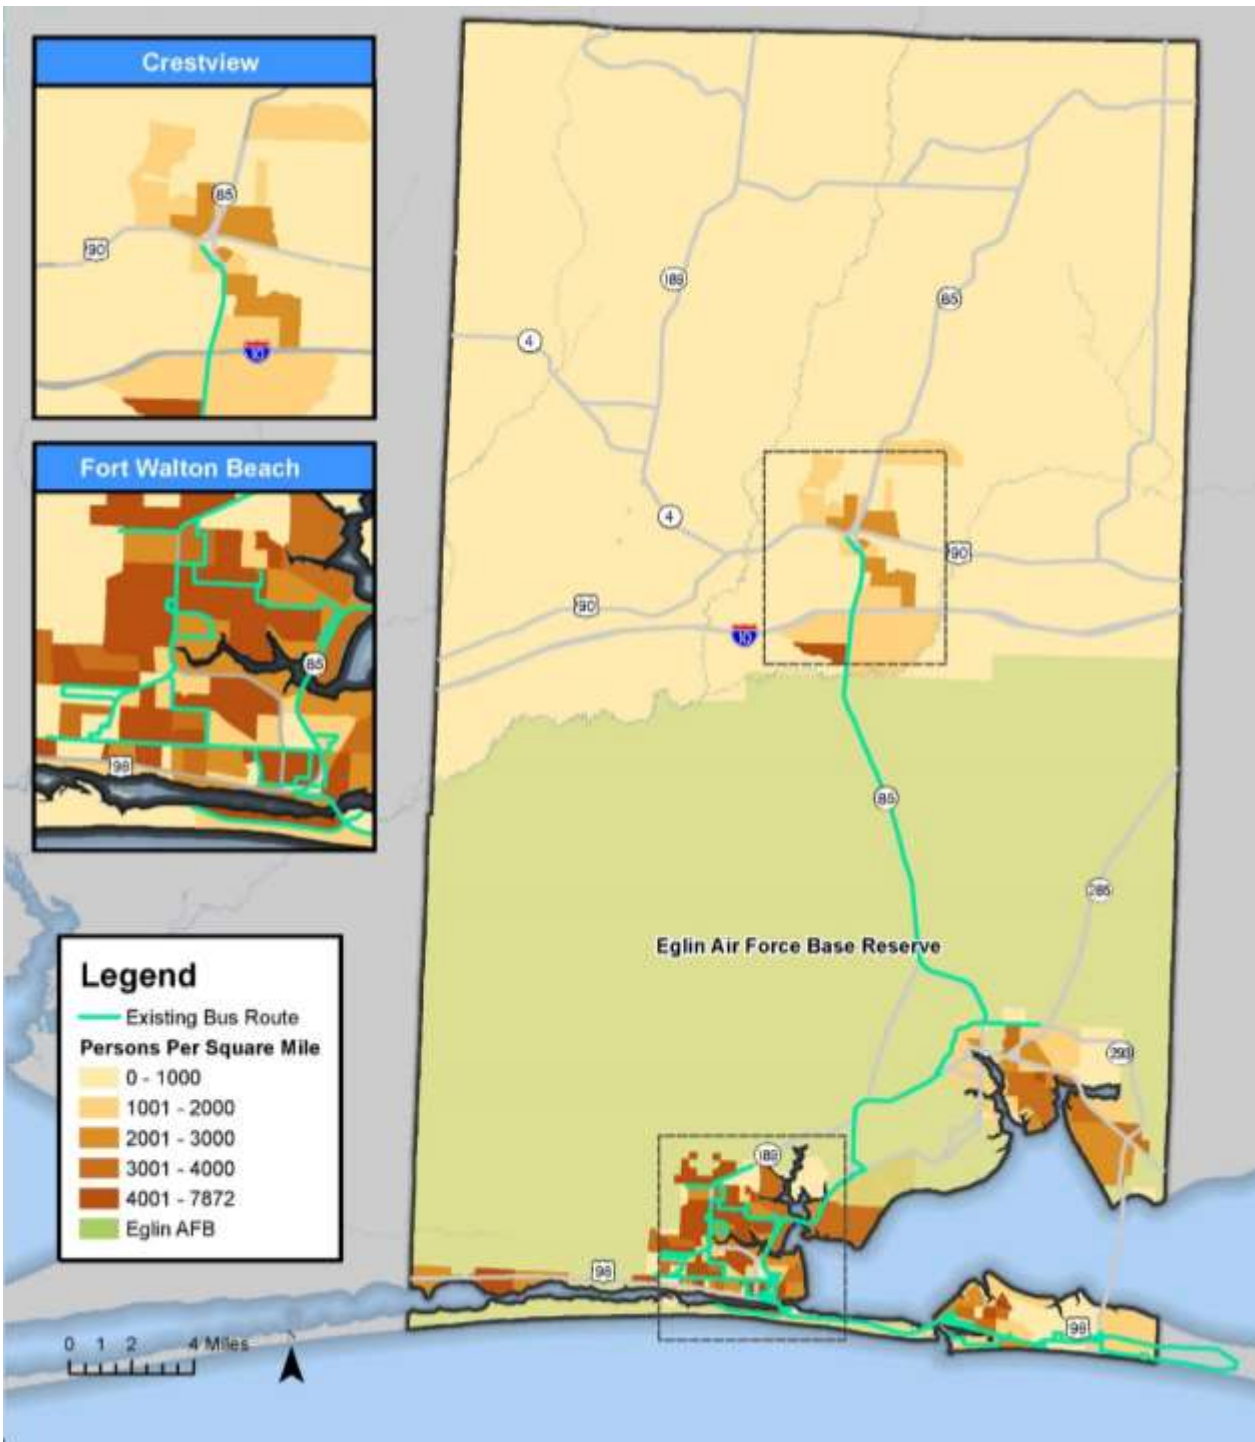 Crestview
85
90
10
Fort Walton Beach
85
98
189
85
4
4
90
90
10
85
285
Eglin Air Force Base Reserve
293
189
98
98
Legend
Existing Bus Route
Persons Per Square Mile
0 - 1000
1001 - 2000
2001 - 3000
3001 - 4000
4001 - 7872
Eglin AFB
0 1 2 4 Miles